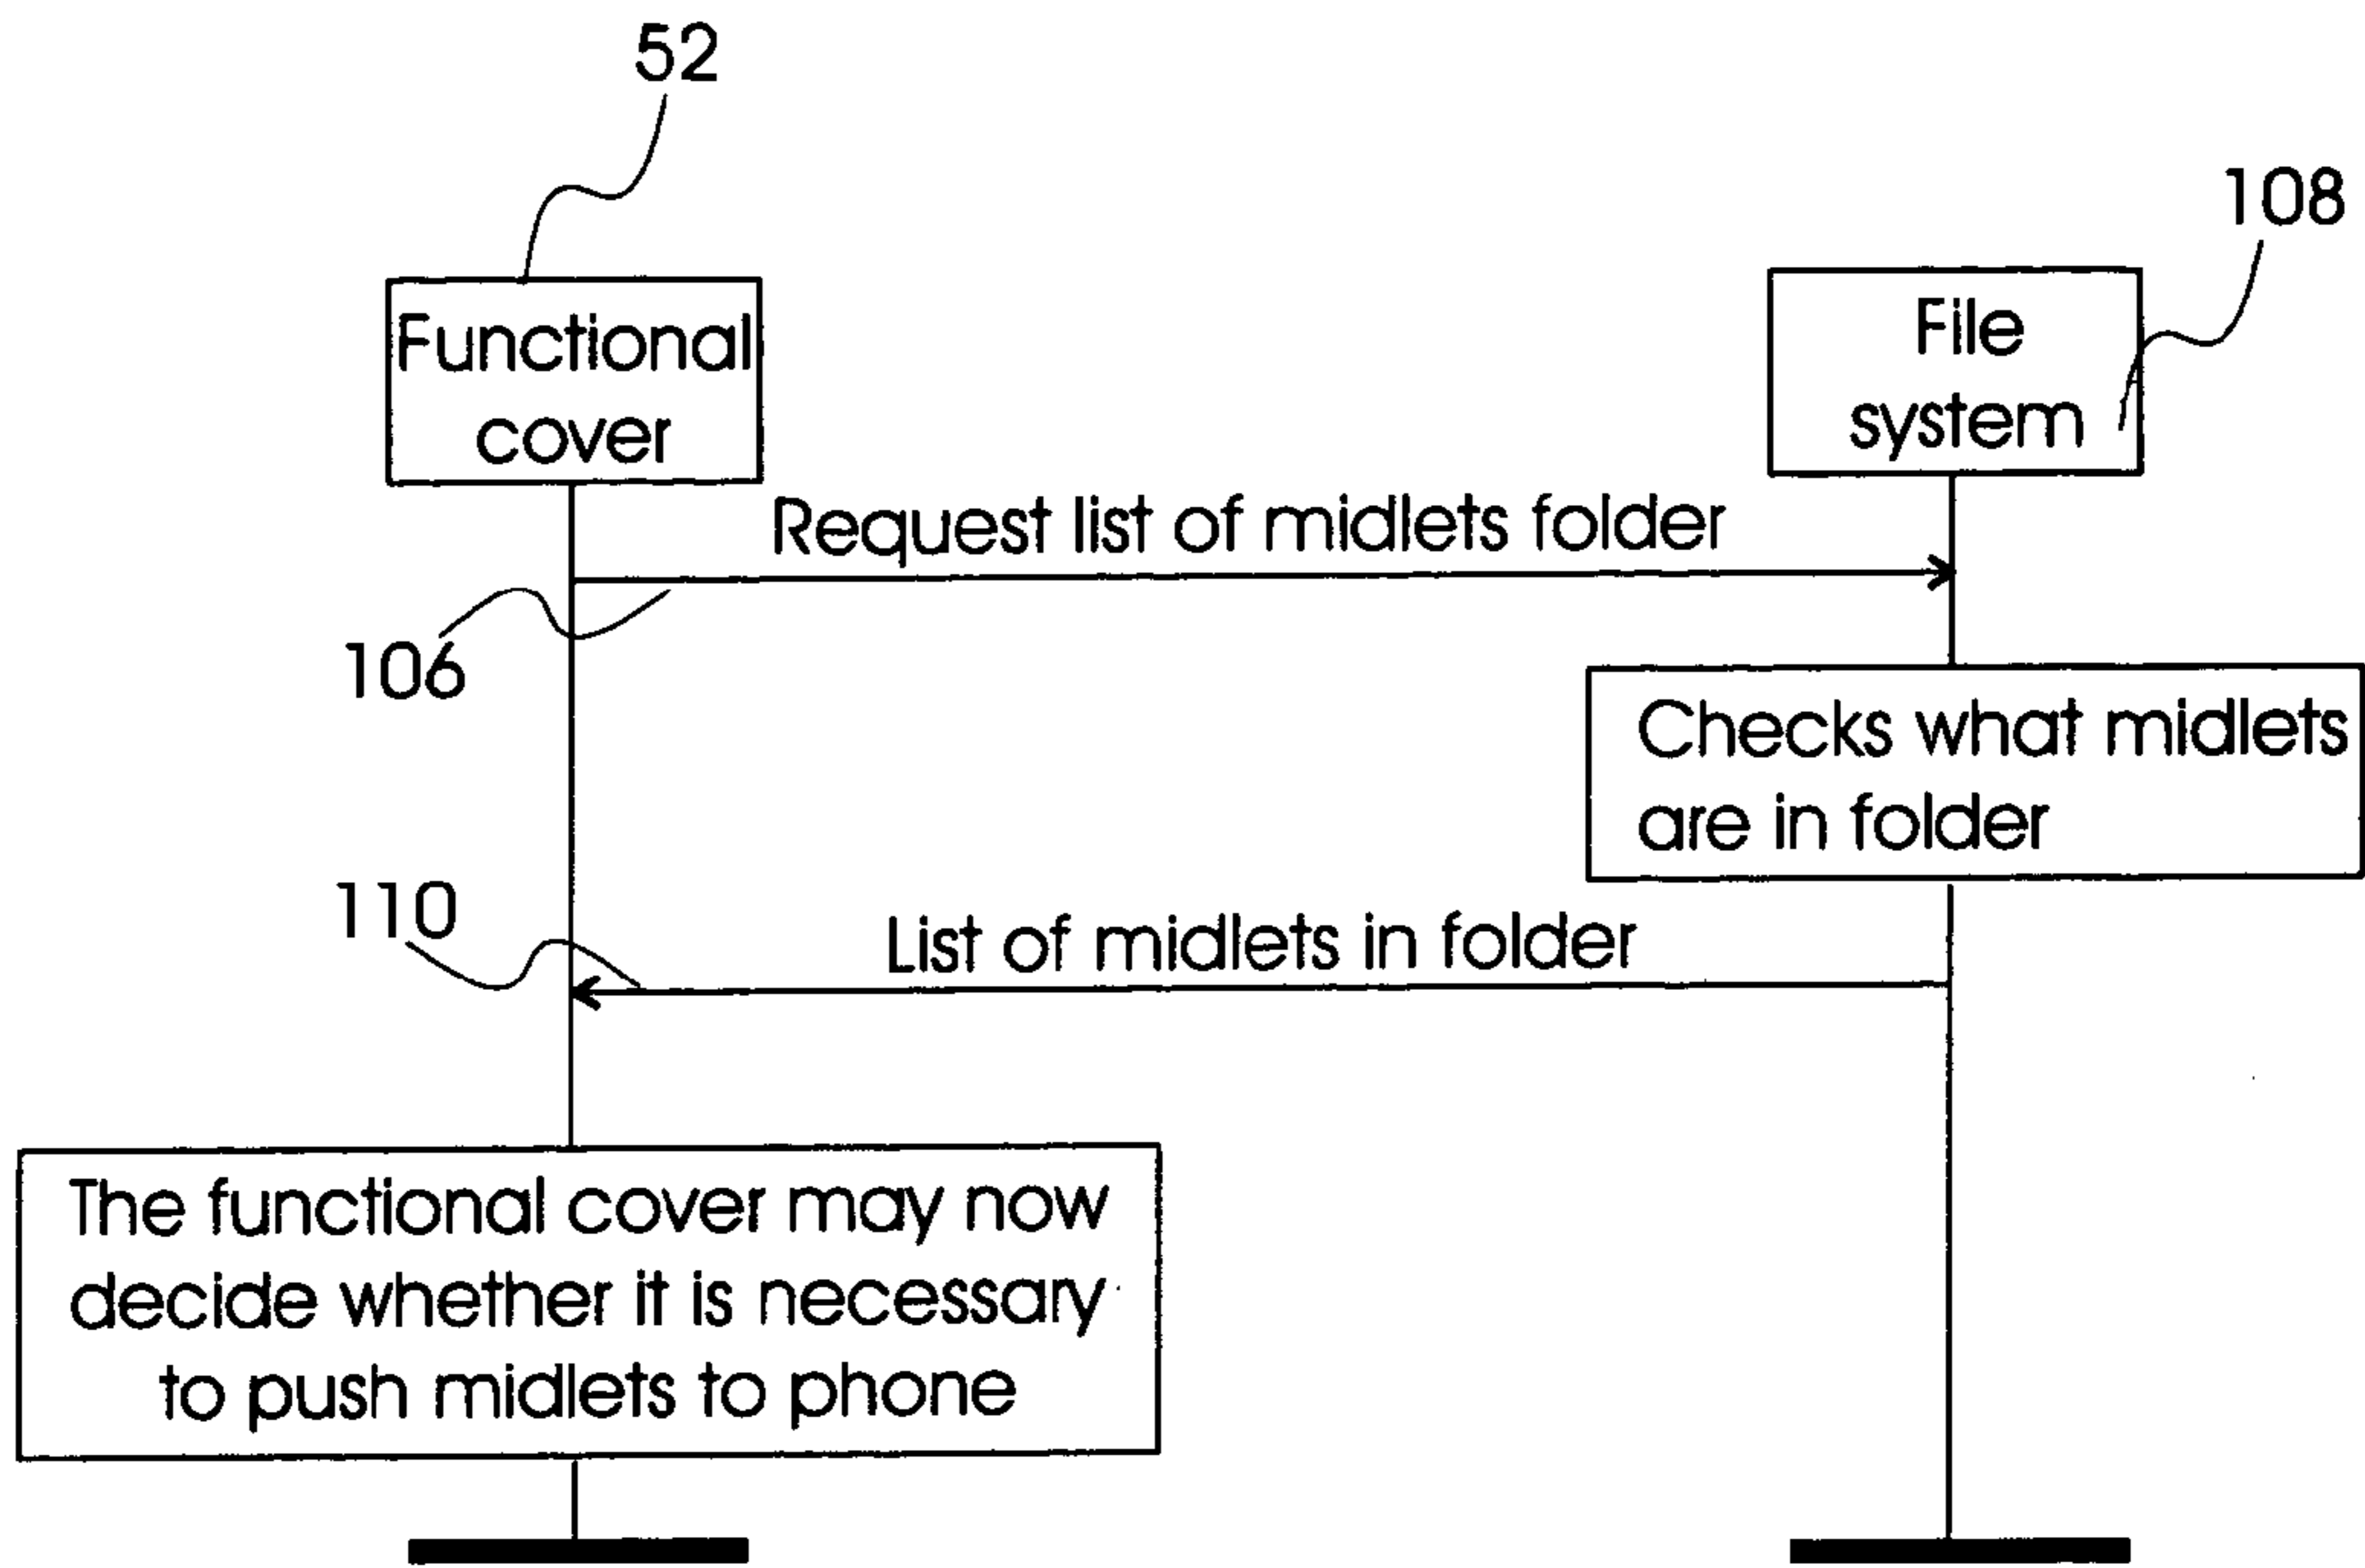 52
108
Functional
cover
File
system
Request list of midlets folder
106
Checks what midlets
are in folder
110
List of midlets in folder
The functional cover may now
decide whether it is necessary
to push midlets to phone